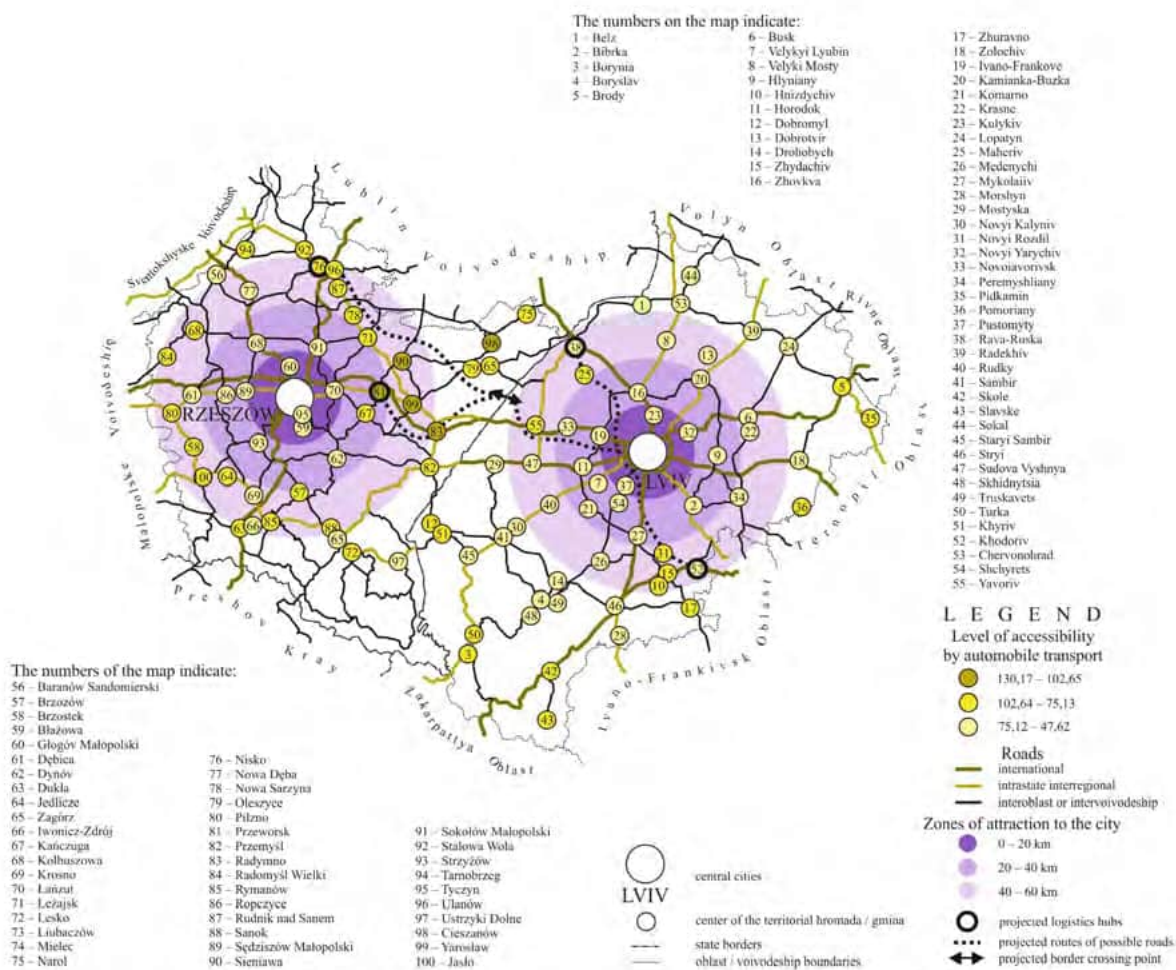 The numbers on the map indicate:
1 – Belz
2 – Bibrka
3 – Borynia
4 – Boryslav
5 – Brody
6 – Busk
7 – Velykyi Lyubin
8 – Velyki Mosty
9 – Hlyniany
10 – Hnizdychiv
11 – Horodok
12 – Dobromyl
13 – Dobrotvir
14 – Drohobych
15 – Zhydachiv
16 – Zhovkva
17 – Zhuravno
18 – Zolochiv
19 – Ivano-Frankove
20 – Kamianka-Buzka
21 – Komarno
22 – Krasne
23 – Kulykiv
24 – Lopatyn
25 – Maheriv
26 – Medenychi
27 – Mykolaiiv
28 – Morshyn
29 – Mostyska
30 – Novyi Kalyniv
31 – Novyi Rozdil
32 – Novyi Yarychiv
33 – Novoiavorivsk
34 – Peremyshliany
35 – Pidkamin
36 – Pomoriany
37 – Pustomyty
38 – Rava-Ruska
39 – Radekhiv
40 – Rudky
41 – Sambir
42 – Skole
43 – Slavske
44 – Sokal
45 – Staryi Sambir
46 – Stryi
47 – Sudova Vyshnya
48 – Skhidnytsia
49 – Truskavets
50 – Turka
51 – Khyriv
52 – Khodoriv
53 – Chervonohrad
54 – Shchyrets
55 – Yavoriv
Lublin Voivodeship
Volyn Oblast
Rivne Oblast
Ternopil Oblast
Ivano-Frankivsk Oblast
Zakarpattya Oblast
Preshov Kray
Małopolske Voivodeship
Voivodeship
RZESZÓW
LVIV
LEGEND
Level of accessibility
by automobile transport
130,17 – 102,65
102,64 – 75,13
75,12 – 47,62
Roads
international
intrastate interregional
interoblast or intervoivodeship
Zones of attraction to the city
0 – 20 km
20 – 40 km
40 – 60 km
projected logistics hubs
projected routes of possible roads
projected border crossing point
LVIV
central cities
center of the territorial hromada / gmina
state borders
oblast / voivodeship boundaries
The numbers of the map indicate:
56 – Baranów Sandomierski
57 – Brzozów
58 – Brzostek
59 – Błażowa
60 – Głogów Małopolski
61 – Dębica
62 – Dynów
63 – Dukla
64 – Jedlicze
65 – Zagórz
66 – Iwonicz-Zdrój
67 – Kańczuga
68 – Kolbuszowa
69 – Krosno
70 – Łańzut
71 – Leżajsk
72 – Lesko
73 – Liubaczów
74 – Mielec
75 – Narol
76 – Nisko
77 – Nowa Dęba
78 – Nowa Sarzyna
79 – Oleszyce
80 – Pilzno
81 – Przeworsk
82 – Przemyśl
83 – Radymno
84 – Radomyśl Wielki
85 – Rymanów
86 – Ropczyce
87 – Rudnik nad Sanem
88 – Sanok
89 – Sędziszów Małopolski
90 – Sieniawa
91 – Sokołów Małopolski
92 – Stalowa Wola
93 – Strzyżów
94 – Tarnobrzeg
95 – Tyczyn
96 – Ulanów
97 – Ustrzyki Dolne
98 – Cieszanów
99 – Yarosław
100 – Jasło